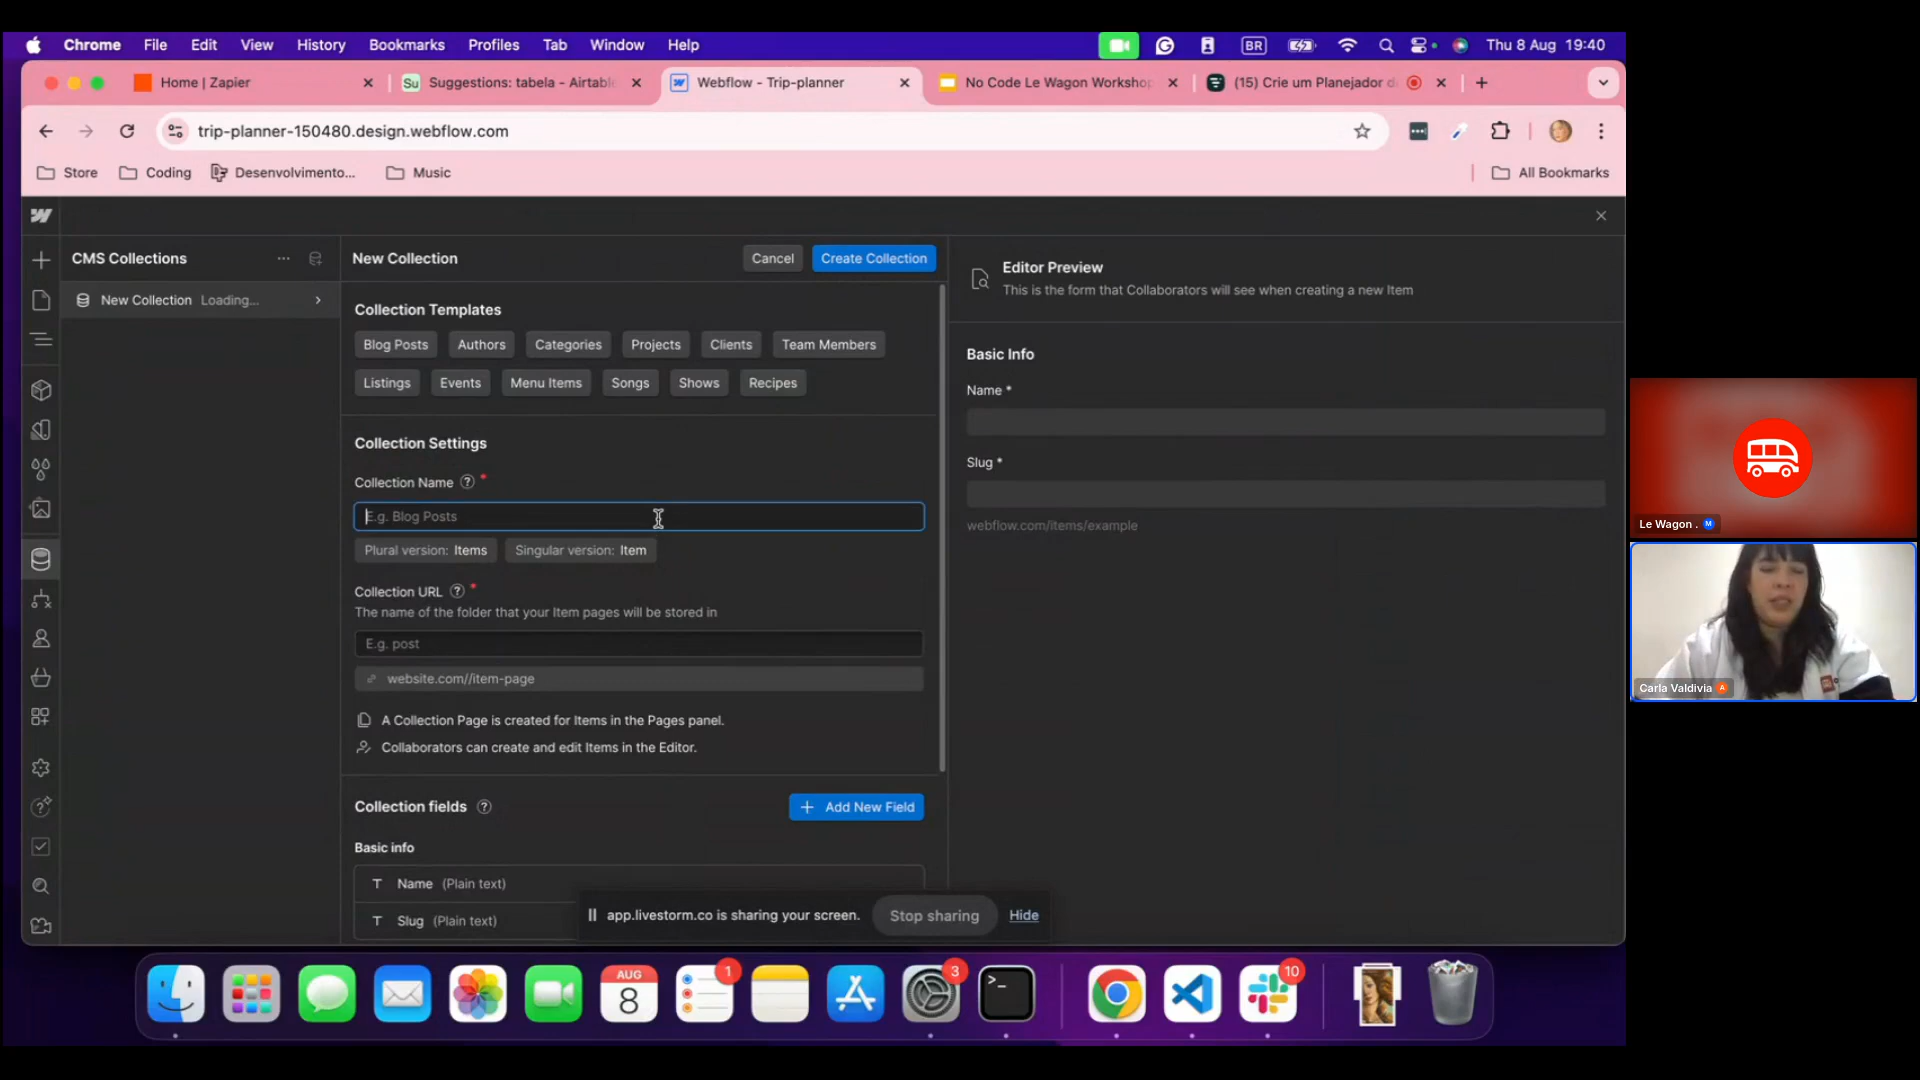 Chrome File Edit View History Bookmarks Profiles Tab Window Help BR Thu 8 Aug 19:40
Home | Zapier
Su Suggestions: tabela - Airtable
Webflow - Trip-planner
No Code Le Wagon Workshop
(15) Crie um Planejador d
trip-planner-150480.design.webflow.com
Store Coding Desenvolvimento... Music All Bookmarks
CMS Collections
New Collection Loading...
New Collection
Cancel
Create Collection
Collection Templates
Blog Posts Authors Categories Projects Clients Team Members
Listings Events Menu Items Songs Shows Recipes
Collection Settings
Collection Name ? *
E.g. Blog Posts
Plural version: Items Singular version: Item
Collection URL ? *
The name of the folder that your Item pages will be stored in
E.g. post
website.com//item-page
A Collection Page is created for Items in the Pages panel.
Collaborators can create and edit Items in the Editor.
Collection fields ?
+ Add New Field
Basic info
T Name (Plain text)
T Slug (Plain text)
Editor Preview
This is the form that Collaborators will see when creating a new Item
Basic Info
Name *
Slug *
webflow.com/items/example
app.livestorm.co is sharing your screen.
Stop sharing
Hide
Le Wagon . M
Carla Valdivia A
AUG
8
1
3
10